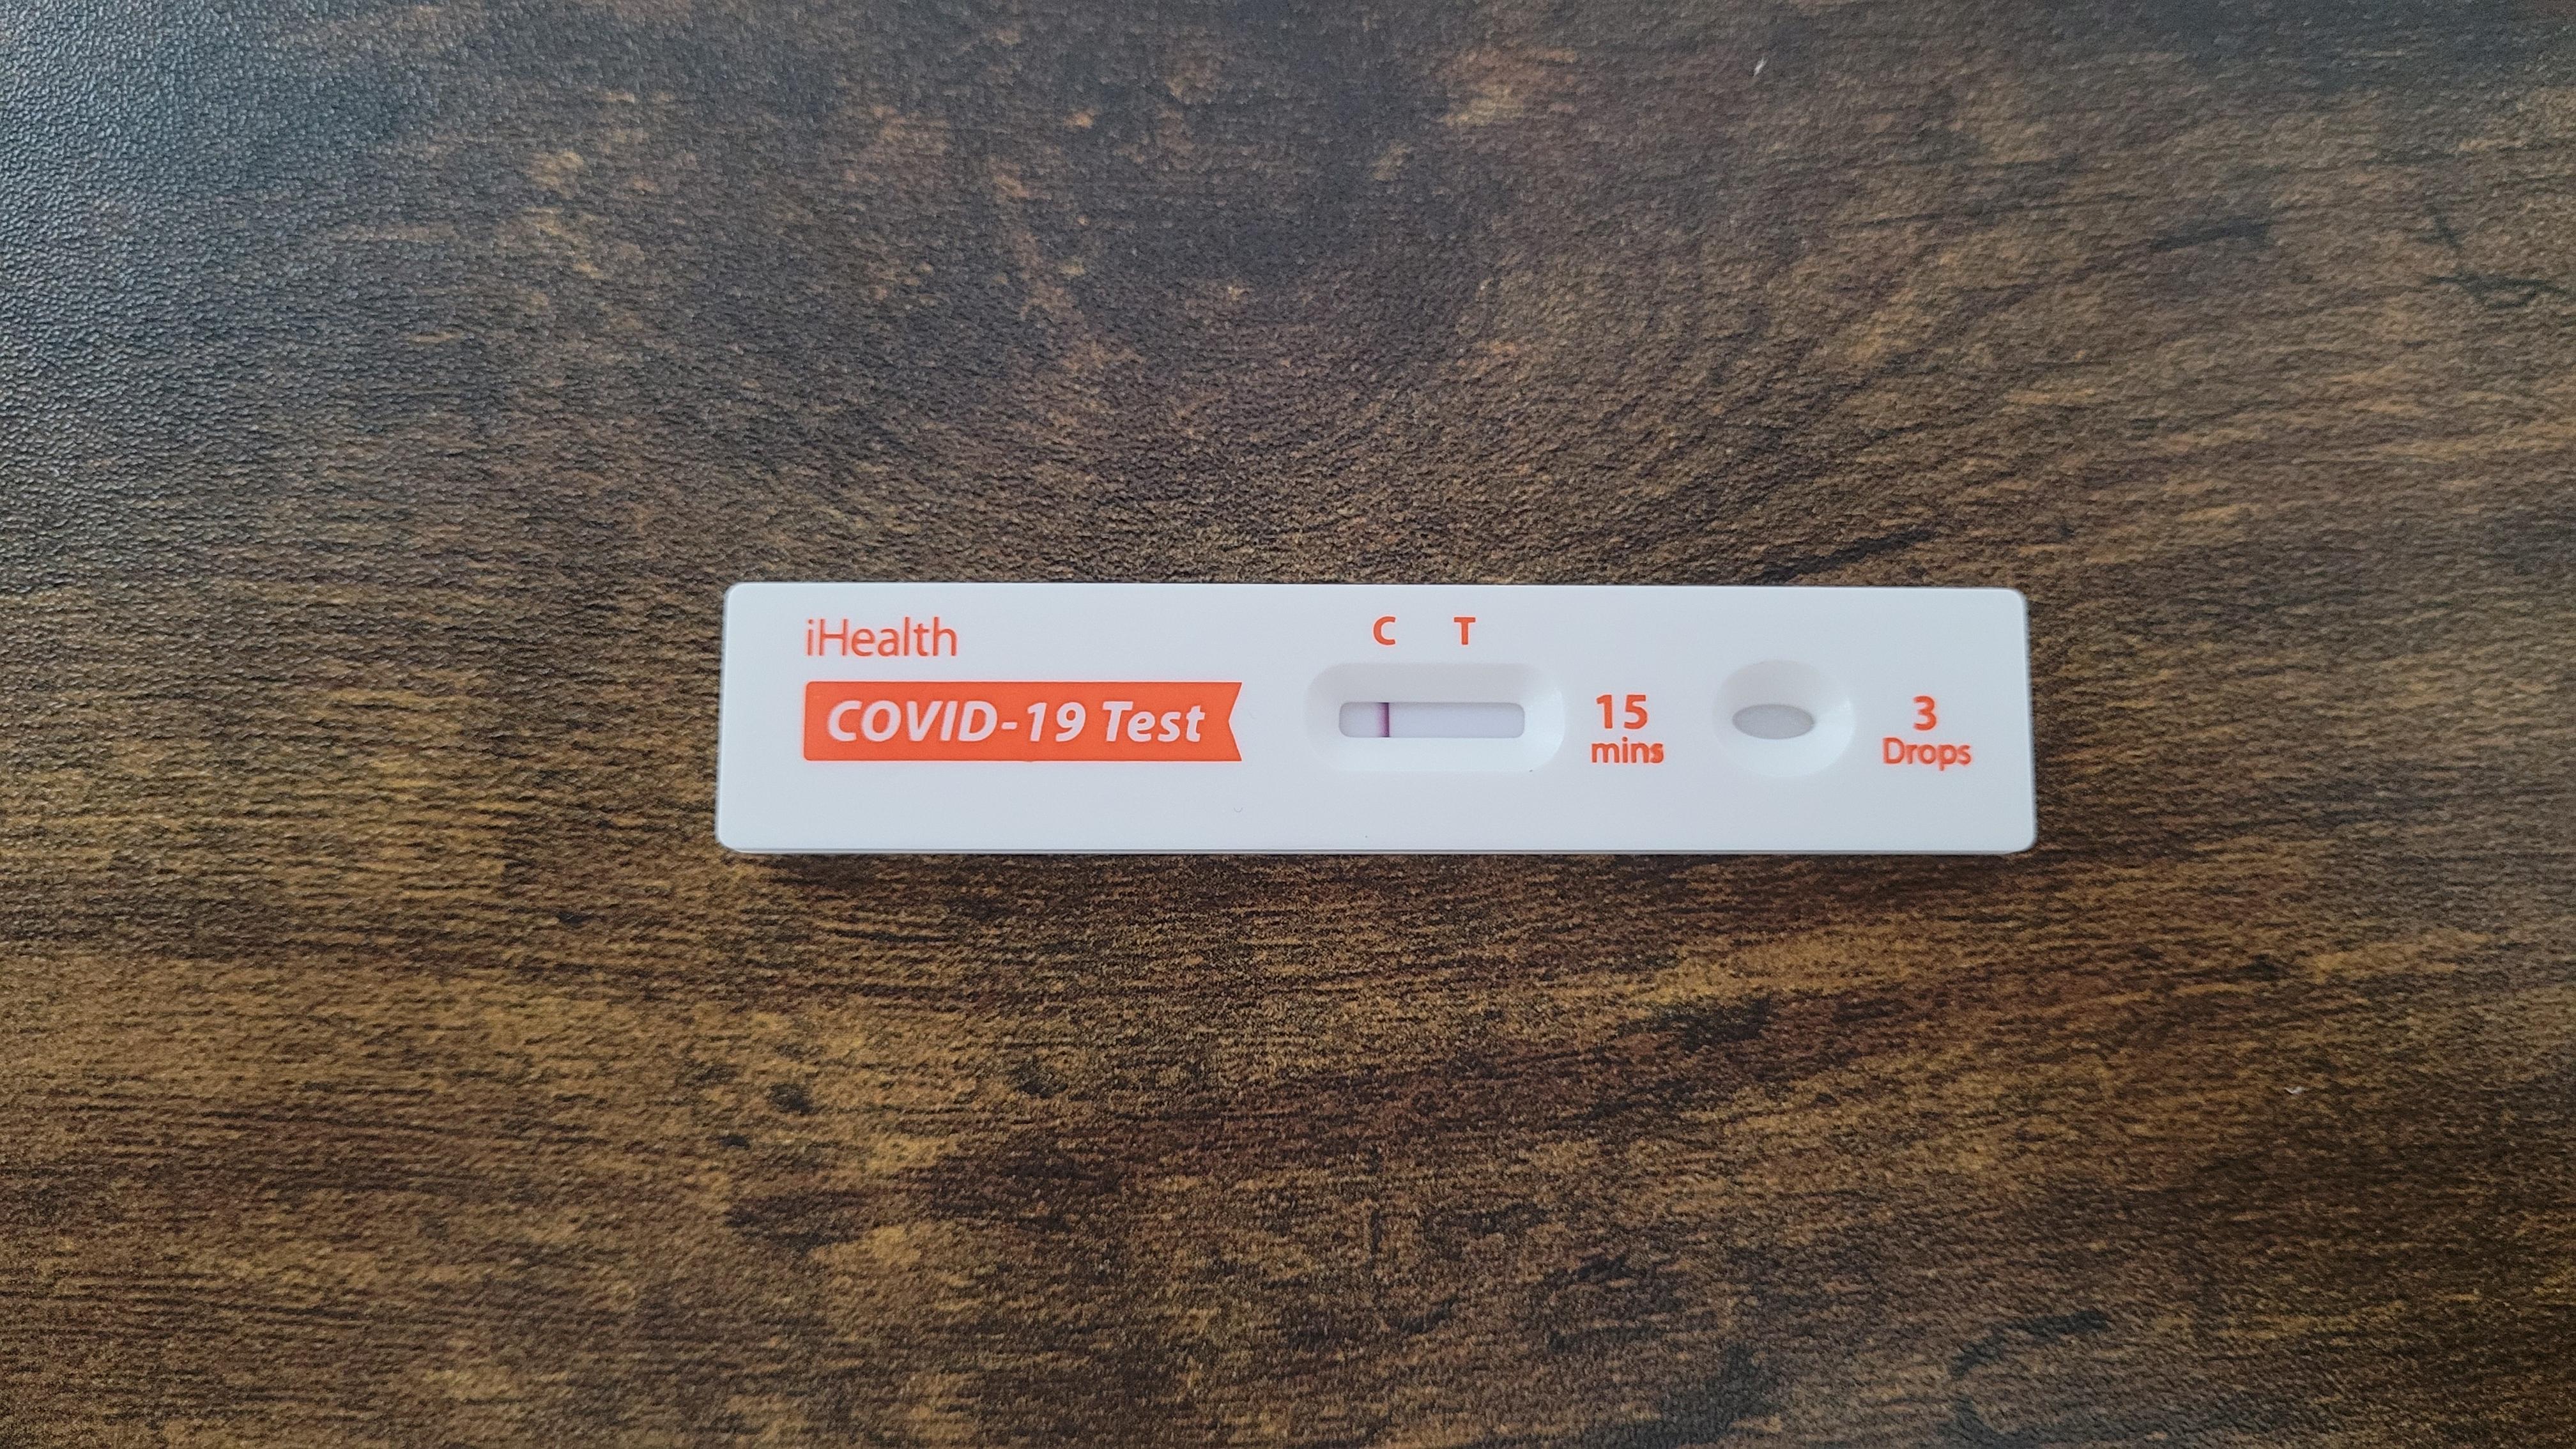 iHealth
COVID-19 Test
C T
15
mins
3
Drops